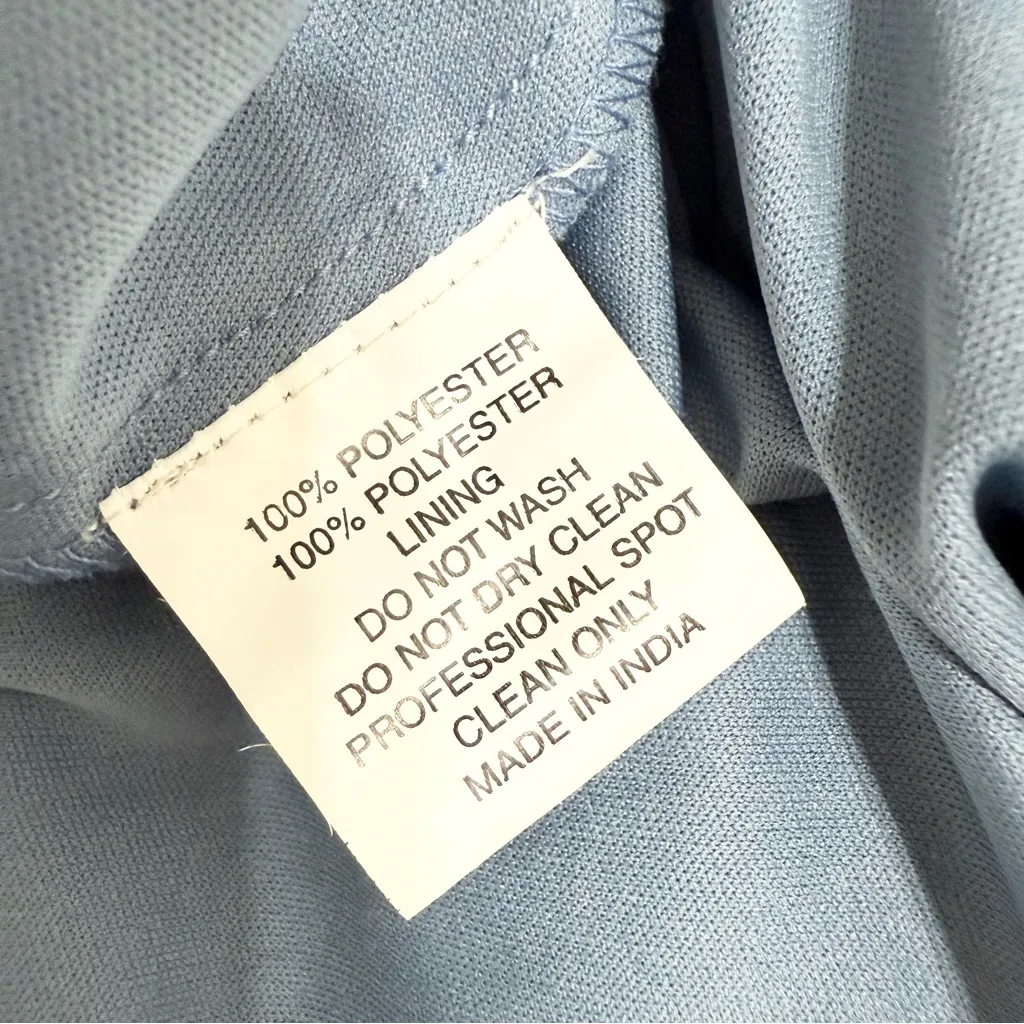 100% POLYESTER
100% POLYESTER
LINING
DO NOT WASH
DO NOT DRY CLEAN
PROFESSIONAL SPOT
CLEAN ONLY
MADE IN INDIA